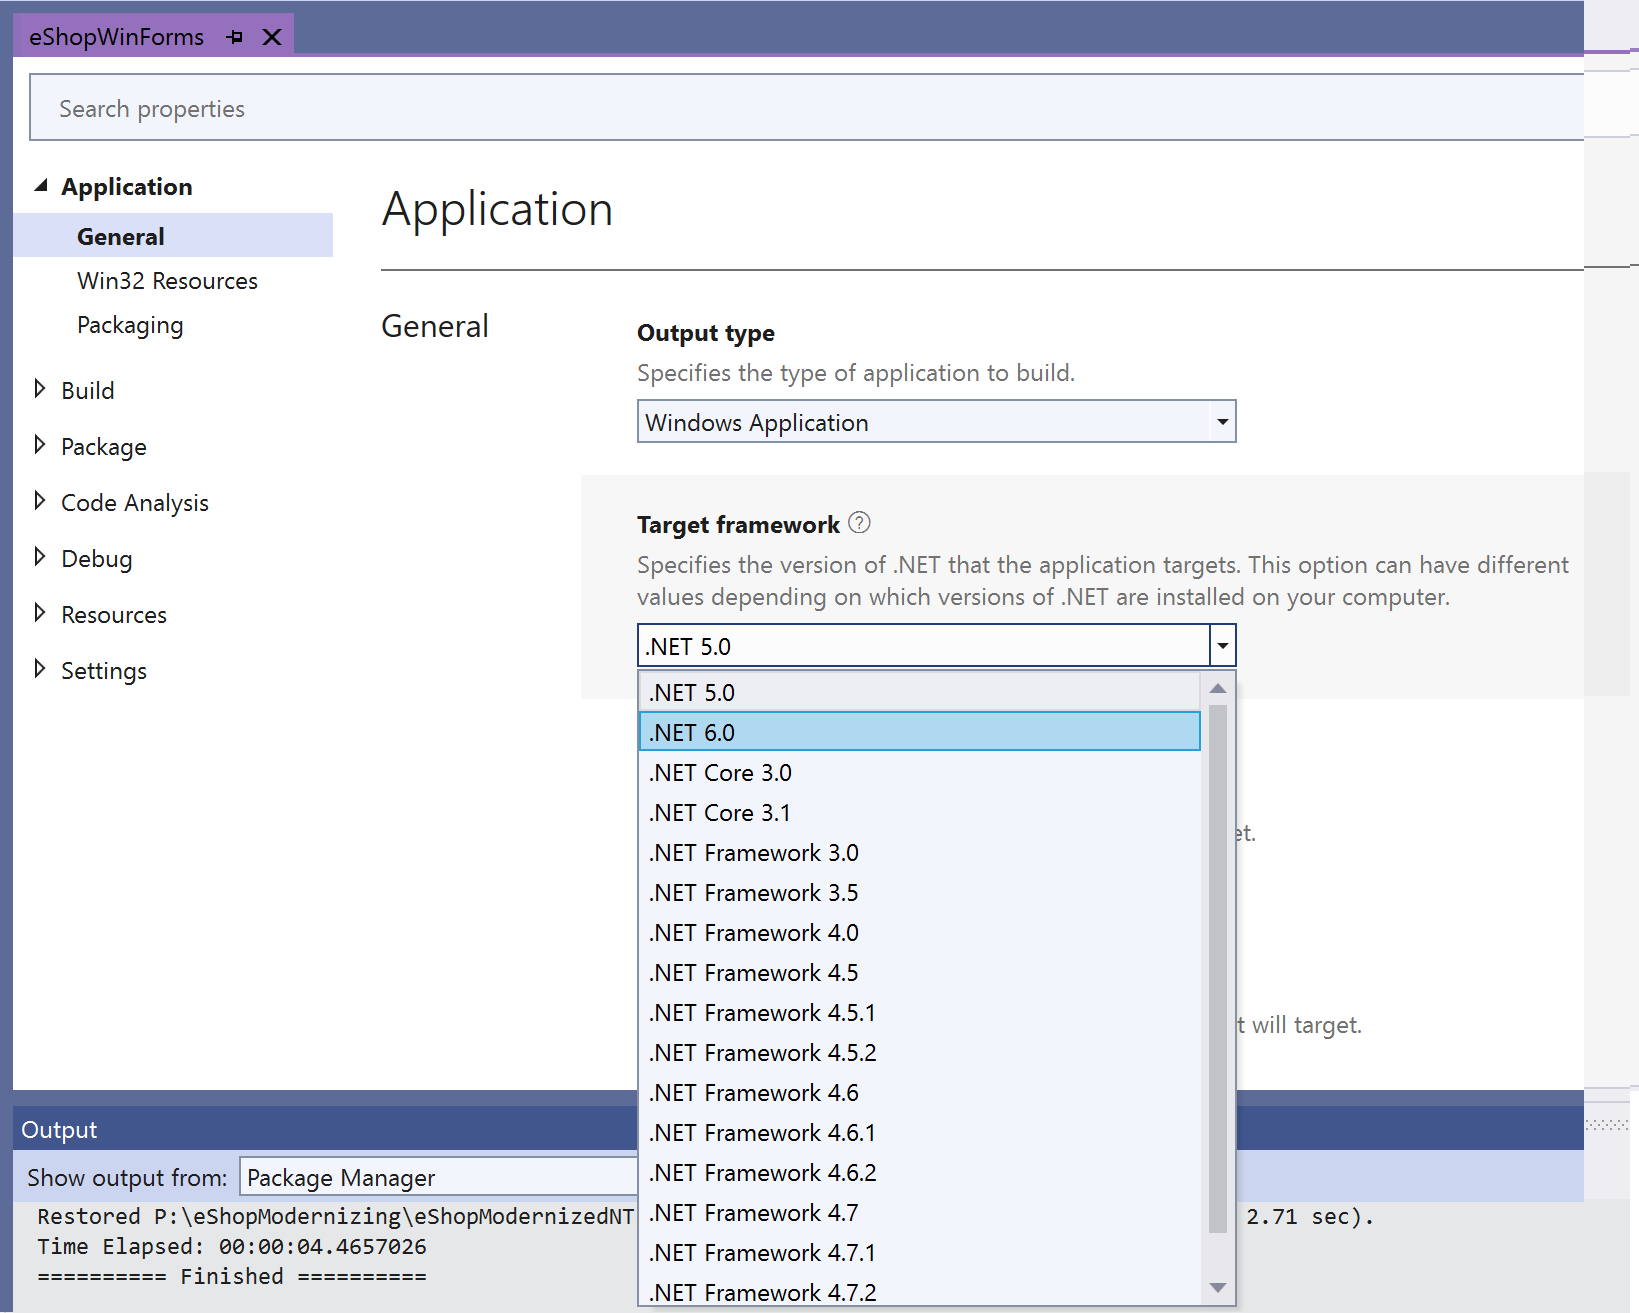 eShopWinForms
Search properties
Application
General
Win32 Resources
Packaging
Build
Package
Code Analysis
Debug
Resources
Settings
Application
General
Output type
Specifies the type of application to build.
Windows Application
Target framework
Specifies the version of .NET that the application targets. This option can have different
values depending on which versions of .NET are installed on your computer.
.NET 5.0
.NET 5.0
.NET 6.0
.NET Core 3.0
.NET Core 3.1
.NET Framework 3.0
.NET Framework 3.5
.NET Framework 4.0
.NET Framework 4.5
.NET Framework 4.5.1
.NET Framework 4.5.2
.NET Framework 4.6
.NET Framework 4.6.1
.NET Framework 4.6.2
.NET Framework 4.7
.NET Framework 4.7.1
.NET Framework 4.7.2
et.
t will target.
Output
Show output from: Package Manager
Restored P:\eShopModernizing\eShopModernizedNT 2.71 sec).
Time Elapsed: 00:00:04.4657026
========== Finished ==========